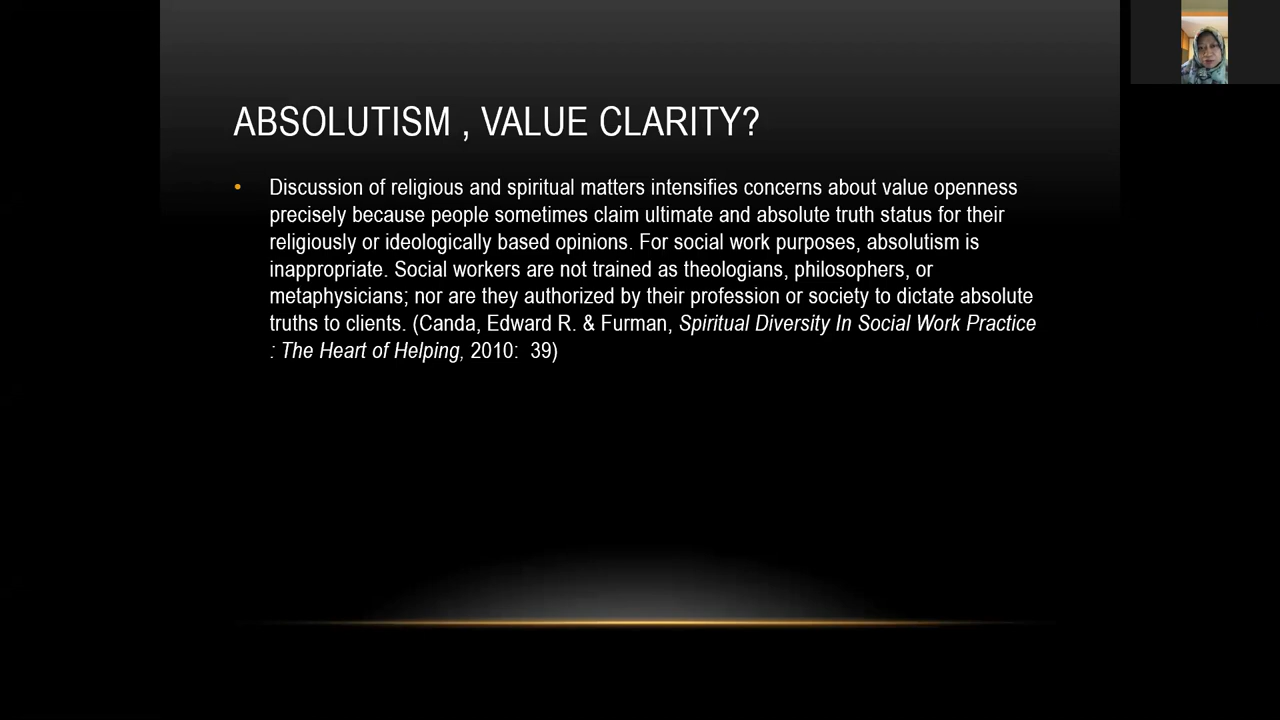 ABSOLUTISM , VALUE CLARITY?
• Discussion of religious and spiritual matters intensifies concerns about value openness
precisely because people sometimes claim ultimate and absolute truth status for their
religiously or ideologically based opinions. For social work purposes, absolutism is
inappropriate. Social workers are not trained as theologians, philosophers, or
metaphysicians; nor are they authorized by their profession or society to dictate absolute
truths to clients. (Canda, Edward R. & Furman, Spiritual Diversity In Social Work Practice
: The Heart of Helping, 2010:  39)